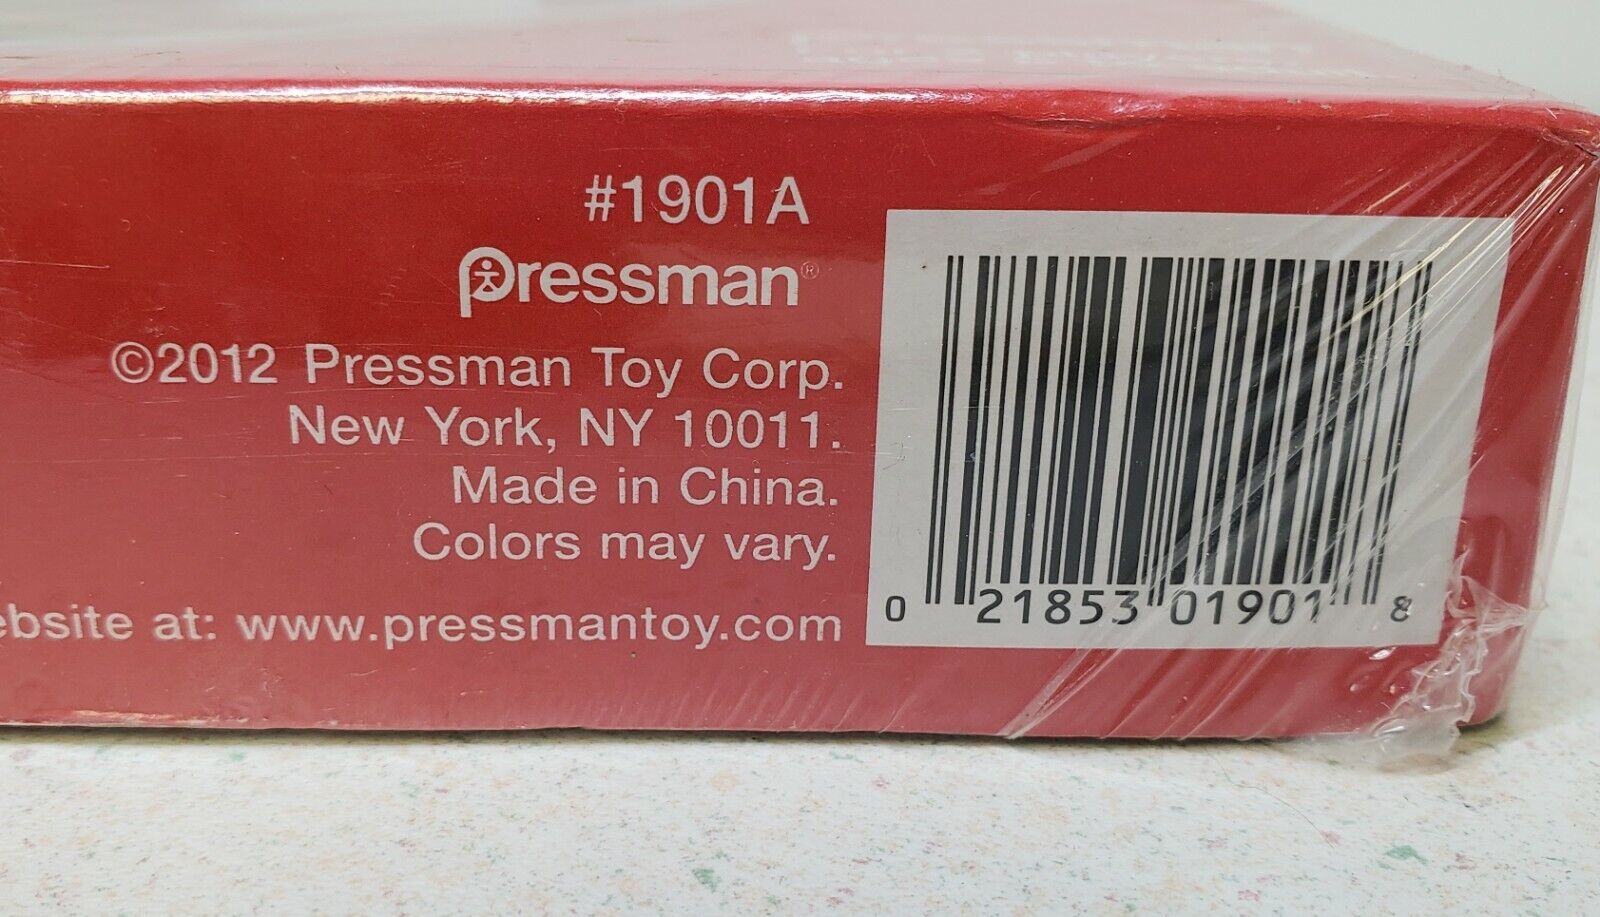 #1901A
Pressman®
©2012 Pressman Toy Corp.
New York, NY 10011.
Made in China.
Colors may vary.
ebsite at: www.pressmantoy.com
0 21853 01901 8